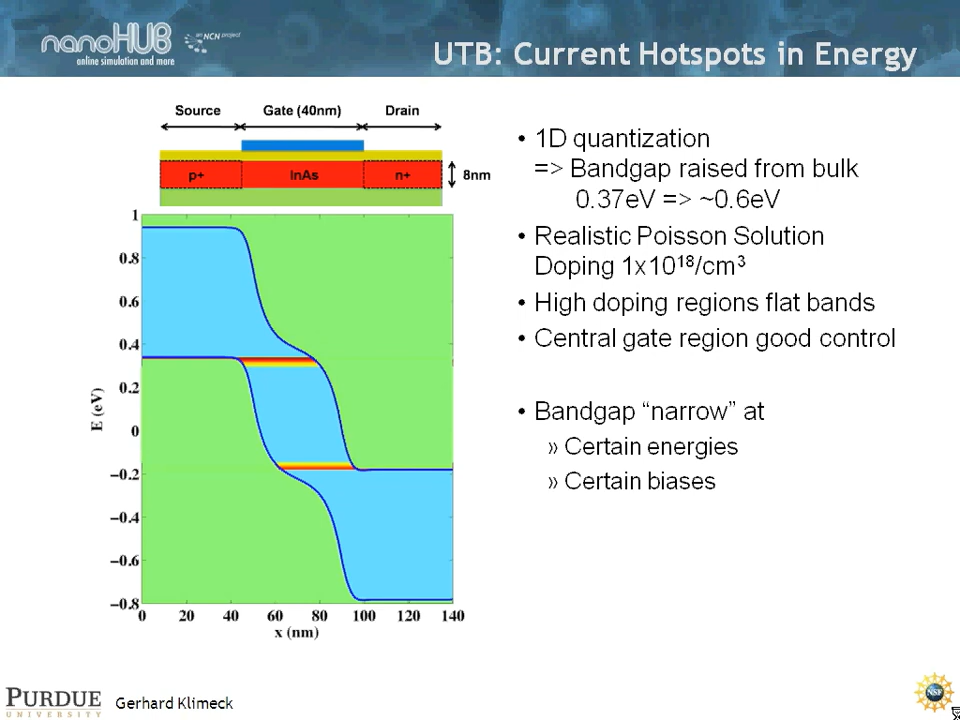 nanoHUB
an NCN project
online simulation and more
UTB: Current Hotspots in Energy
Source Gate (40nm) Drain
p+ InAs n+ 8nm
• 1D quantization
=> Bandgap raised from bulk
0.37eV => ~0.6eV
• Realistic Poisson Solution
Doping 1x10¹⁸/cm³
• High doping regions flat bands
• Central gate region good control
• Bandgap “narrow” at
» Certain energies
» Certain biases
E (eV)
1
0.8
0.6
0.4
0.2
0
−0.2
−0.4
−0.6
−0.8
0 20 40 60 80 100 120 140
x (nm)
PURDUE
UNIVERSITY
Gerhard Klimeck
NSF